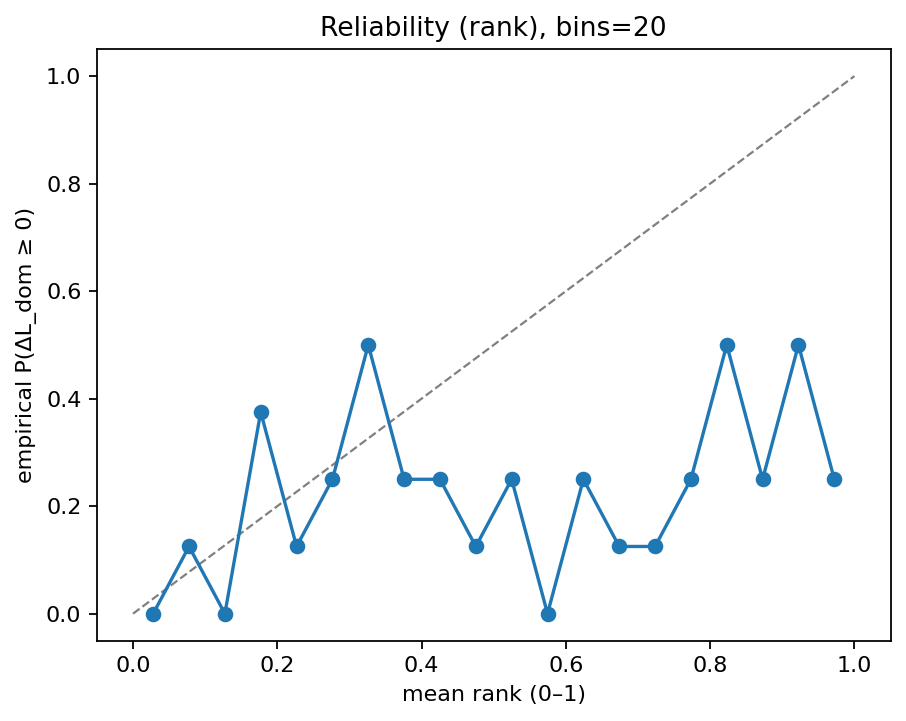 Reliability (rank), bins=20
empirical P(ΔL_dom ≥ 0)
1.0
0.8
0.6
0.4
0.2
0.0
0.0 0.2 0.4 0.6 0.8 1.0
mean rank (0–1)